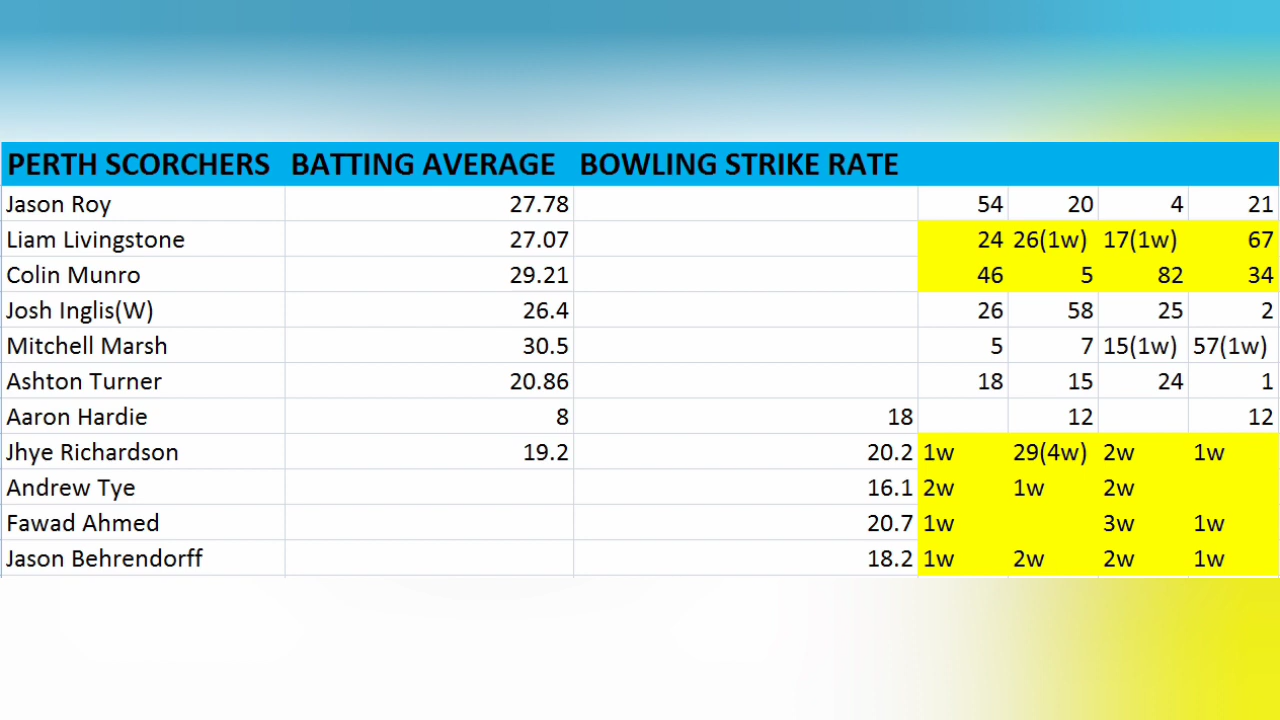 PERTH SCORCHERS BATTING AVERAGE BOWLING STRIKE RATE
Jason Roy 27.78 54 20 4 21
Liam Livingstone 27.07 24 26(1w) 17(1w) 67
Colin Munro 29.21 46 5 82 34
Josh Inglis(W) 26.4 26 58 25 2
Mitchell Marsh 30.5 5 7 15(1w) 57(1w)
Ashton Turner 20.86 18 15 24 1
Aaron Hardie 8 18 12 12
Jhye Richardson 19.2 20.2 1w 29(4w) 2w 1w
Andrew Tye 16.1 2w 1w 2w
Fawad Ahmed 20.7 1w 3w 1w
Jason Behrendorff 18.2 1w 2w 2w 1w